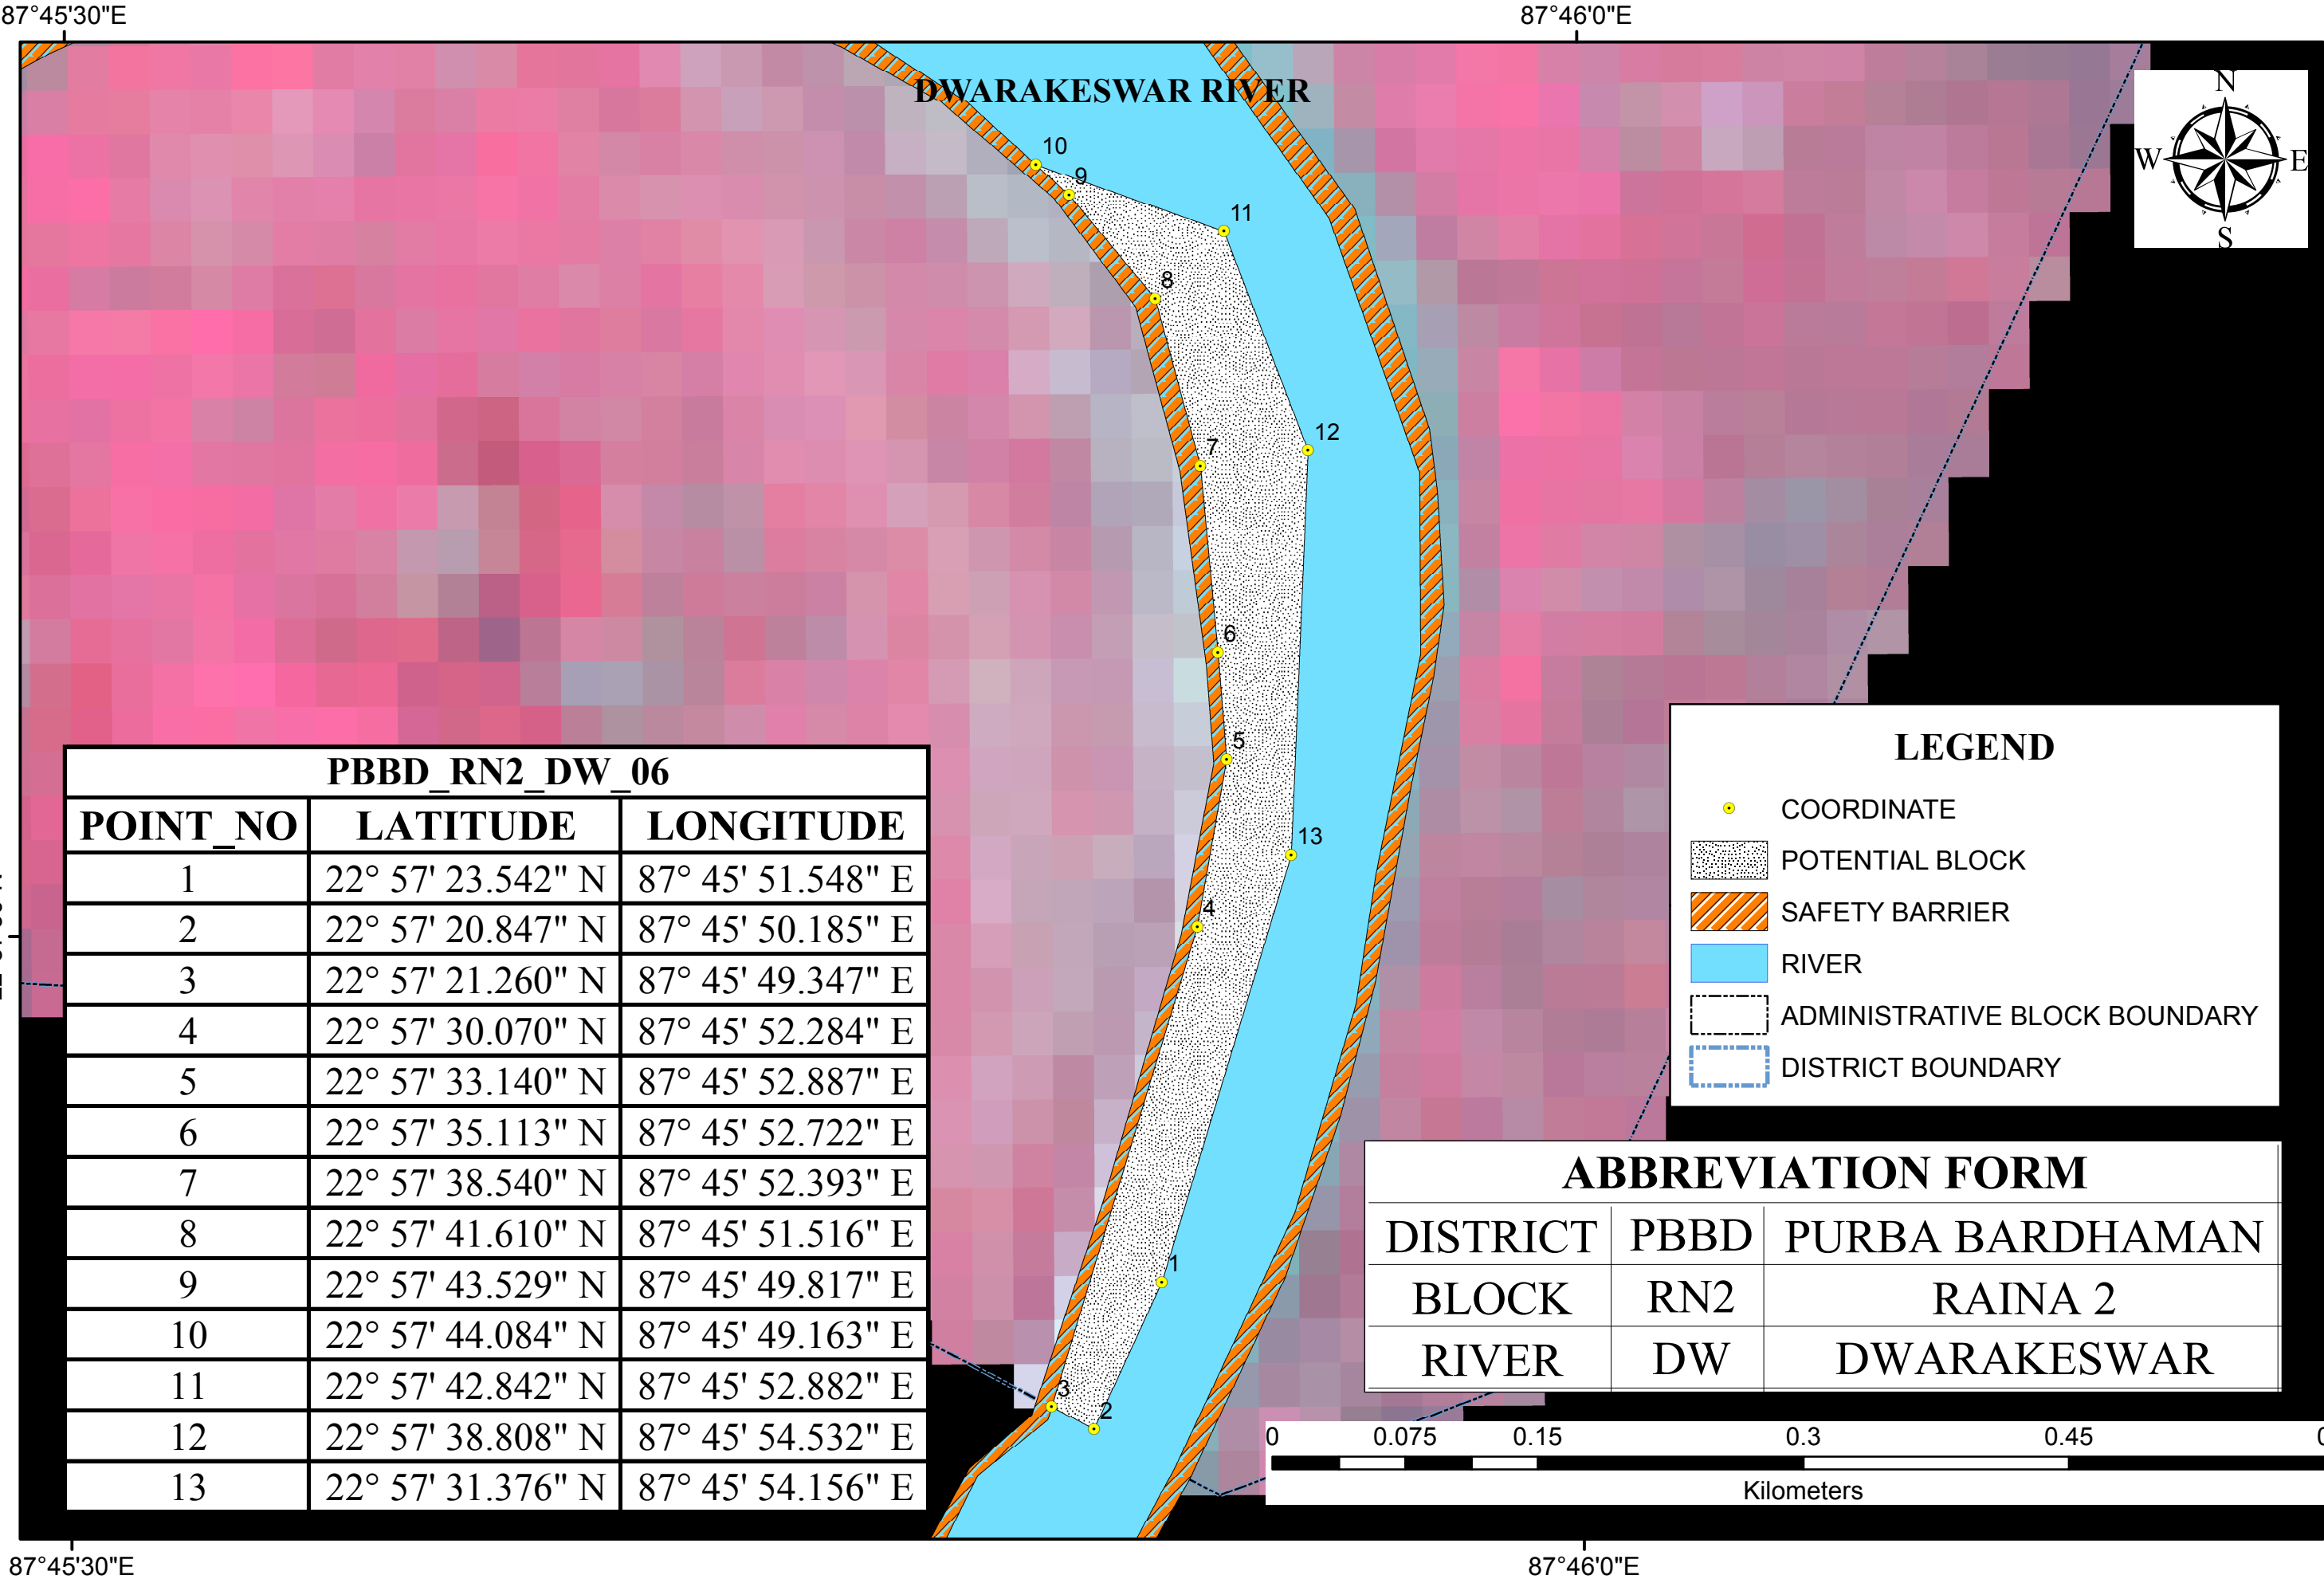 87°45'30"E 87°46'0"E
DWARAKESWAR RIVER
N
W E
S
10
9
11
8
12
7
6
5
13
4
1
3
2
PBBD_RN2_DW_06
POINT_NO LATITUDE LONGITUDE
1 22° 57' 23.542" N 87° 45' 51.548" E
2 22° 57' 20.847" N 87° 45' 50.185" E
3 22° 57' 21.260" N 87° 45' 49.347" E
4 22° 57' 30.070" N 87° 45' 52.284" E
5 22° 57' 33.140" N 87° 45' 52.887" E
6 22° 57' 35.113" N 87° 45' 52.722" E
7 22° 57' 38.540" N 87° 45' 52.393" E
8 22° 57' 41.610" N 87° 45' 51.516" E
9 22° 57' 43.529" N 87° 45' 49.817" E
10 22° 57' 44.084" N 87° 45' 49.163" E
11 22° 57' 42.842" N 87° 45' 52.882" E
12 22° 57' 38.808" N 87° 45' 54.532" E
13 22° 57' 31.376" N 87° 45' 54.156" E
LEGEND
COORDINATE
POTENTIAL BLOCK
SAFETY BARRIER
RIVER
ADMINISTRATIVE BLOCK BOUNDARY
DISTRICT BOUNDARY
ABBREVIATION FORM
DISTRICT PBBD PURBA BARDHAMAN
BLOCK RN2 RAINA 2
RIVER DW DWARAKESWAR
0 0.075 0.15 0.3 0.45
Kilometers
87°45'30"E 87°46'0"E